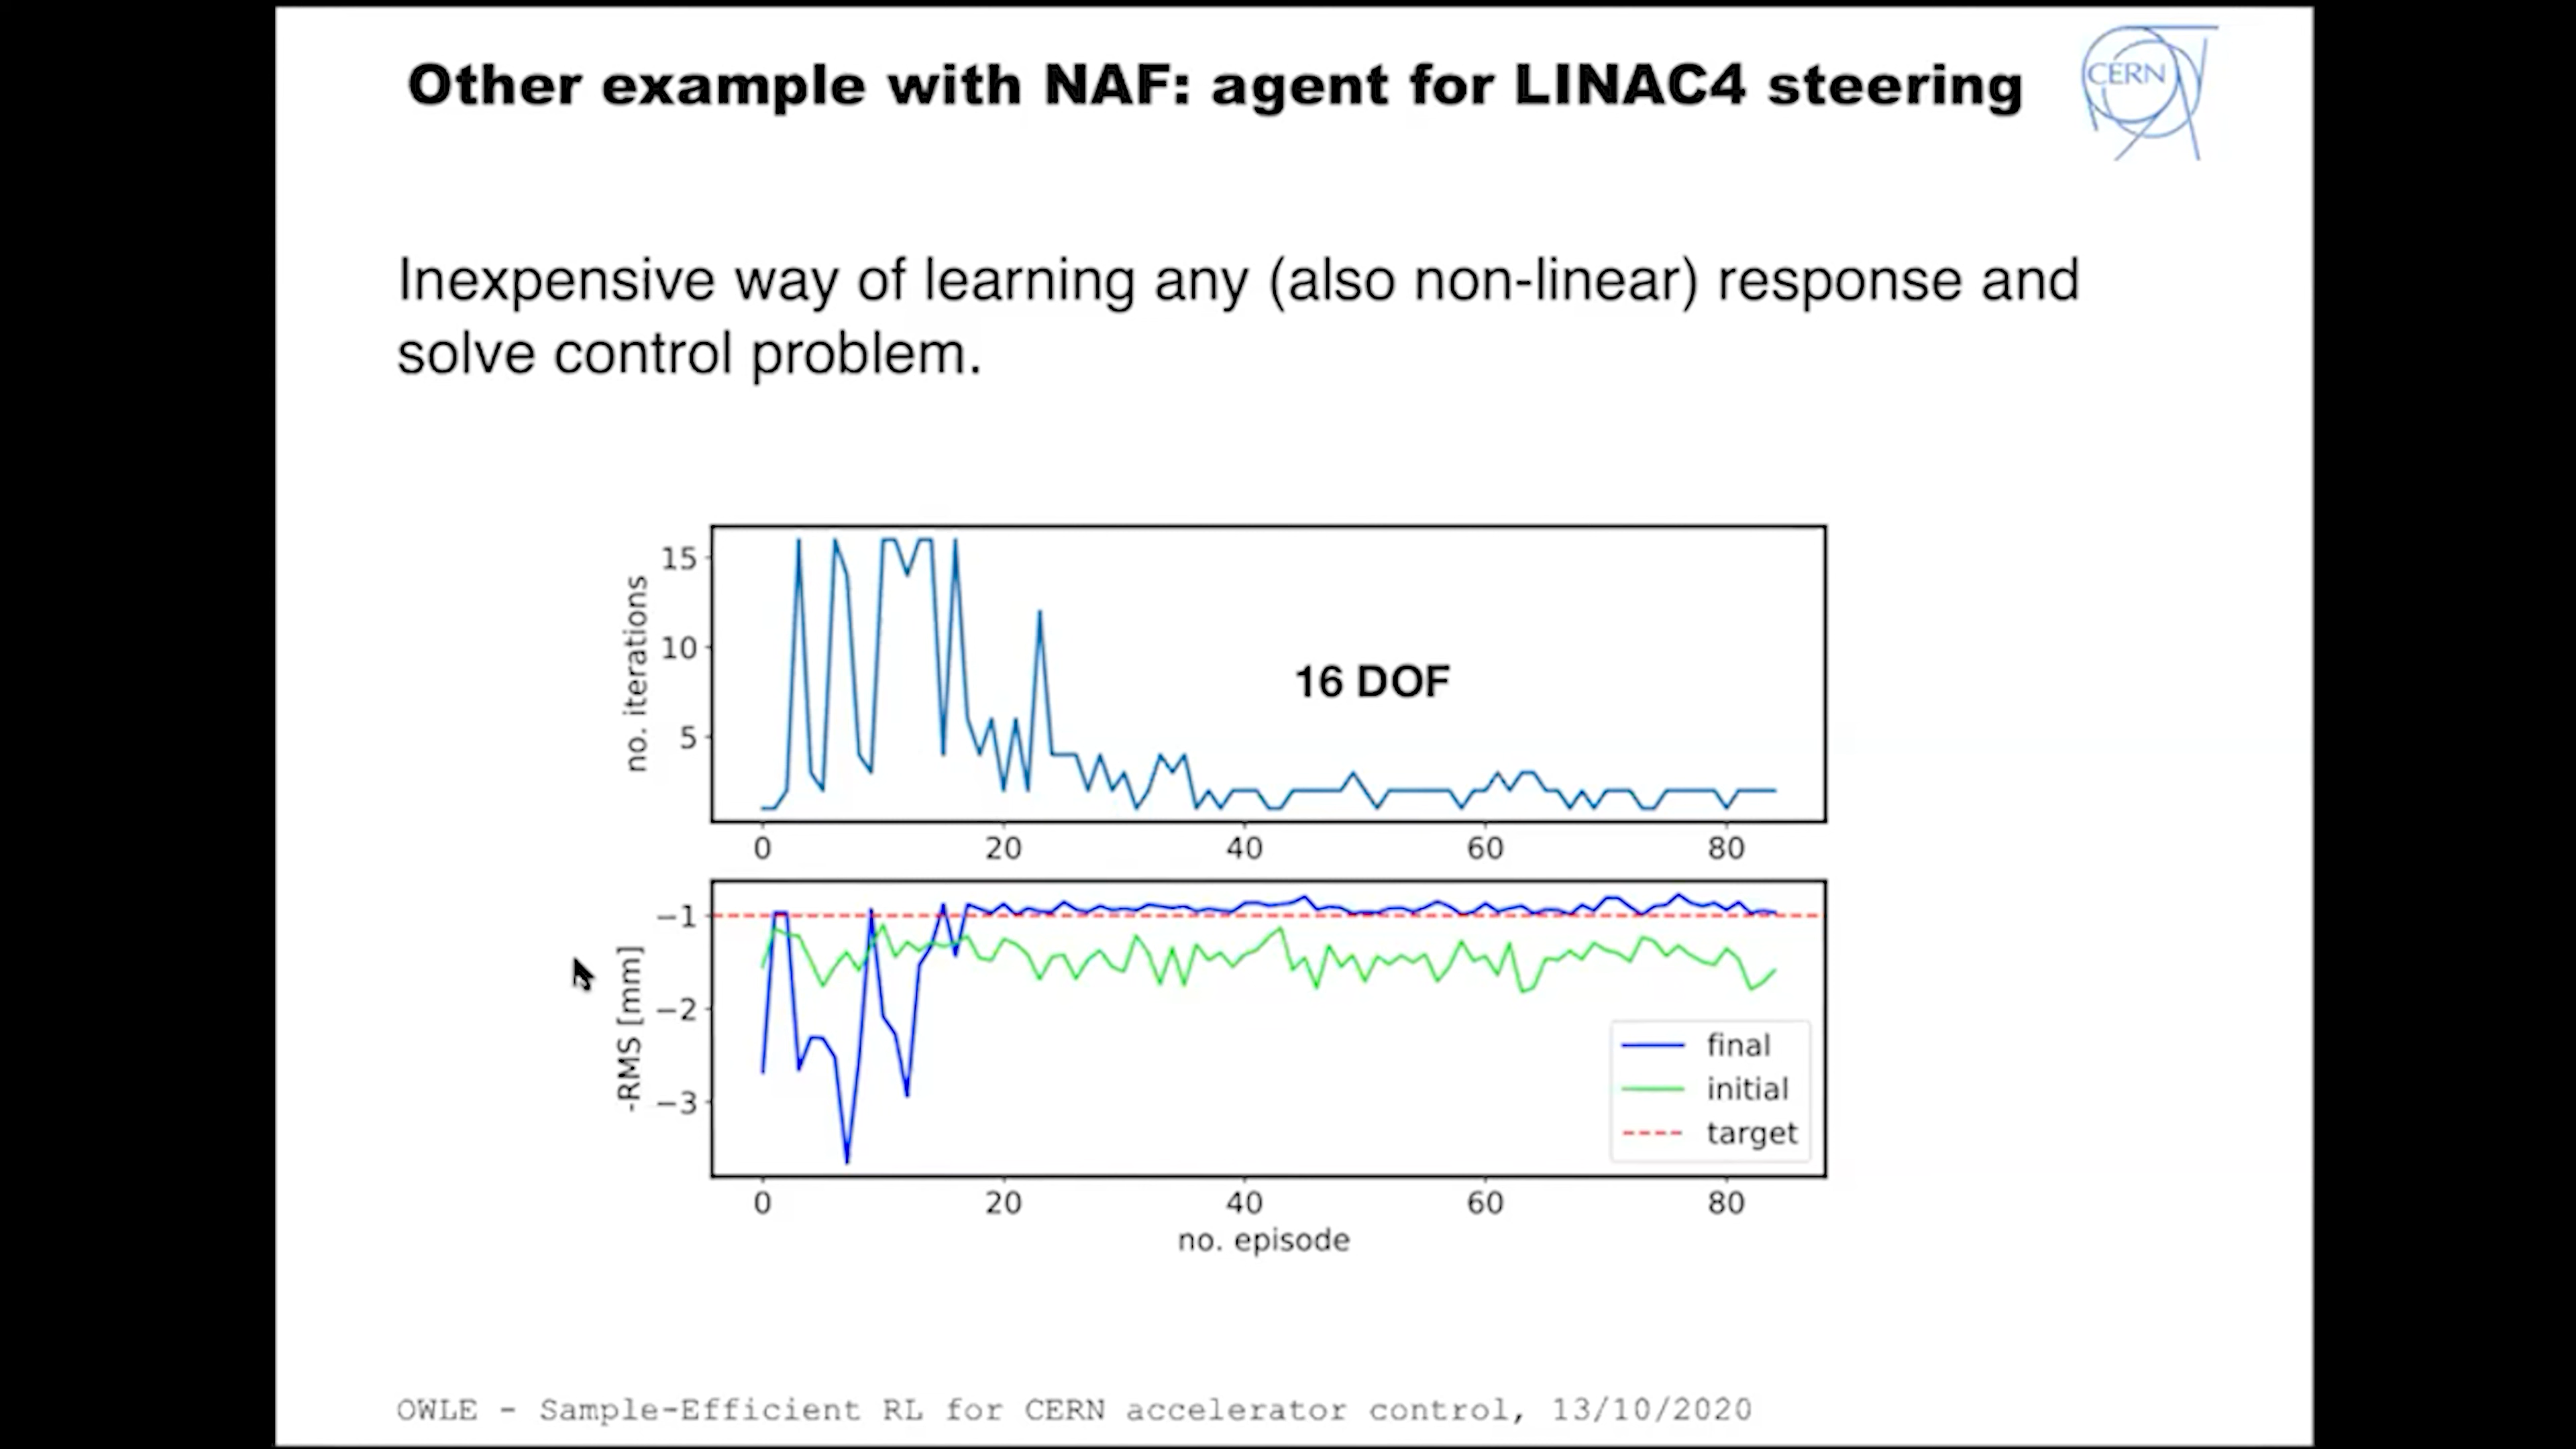 Other example with NAF: agent for LINAC4 steering
CERN
Inexpensive way of learning any (also non-linear) response and
solve control problem.
15
10
5
no. iterations
16 DOF
0 20 40 60 80
−1
−2
−3
-RMS [mm]
final
initial
target
0 20 40 60 80
no. episode
OWLE - Sample-Efficient RL for CERN accelerator control, 13/10/2020